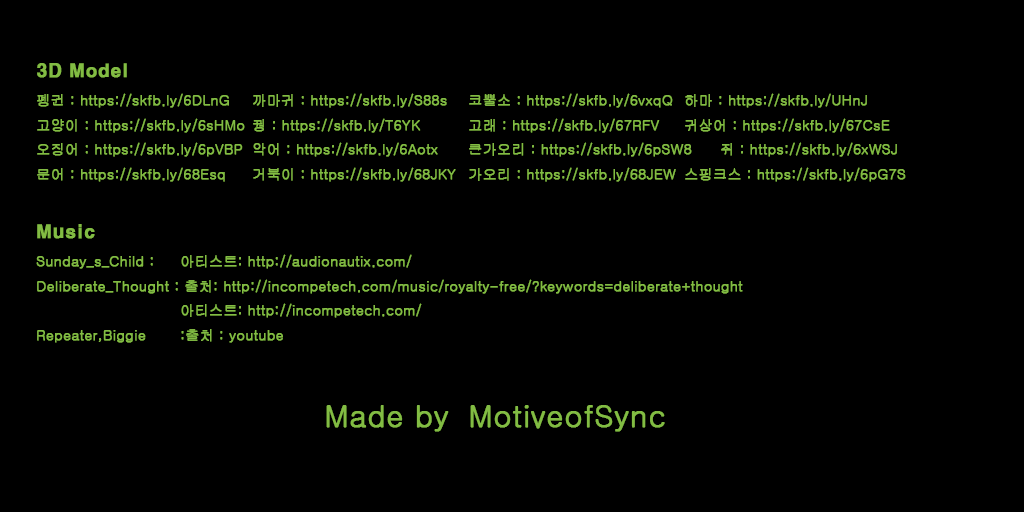 3D Model
펭귄 : https://skfb.ly/6DLnG 까마귀 : https://skfb.ly/S88s 코뿔소 : https://skfb.ly/6vxqQ 하마 : https://skfb.ly/UHnJ
고양이 : https://skfb.ly/6sHMo 꿩 : https://skfb.ly/T6YK 고래 : https://skfb.ly/67RFV 귀상어 : https://skfb.ly/67CsE
오징어 : https://skfb.ly/6pVBP 악어 : https://skfb.ly/6Aotx 큰가오리 : https://skfb.ly/6pSW8 쥐 : https://skfb.ly/6xWSJ
문어 : https://skfb.ly/68Esq 거북이 : https://skfb.ly/68JKY 가오리 : https://skfb.ly/68JEW 스핑크스 : https://skfb.ly/6pG7S
Music
Sunday_s_Child : 아티스트: http://audionautix.com/
Deliberate_Thought : 출처: http://incompetech.com/music/royalty-free/?keywords=deliberate+thought
아티스트: http://incompetech.com/
Repeater,Biggie :출처 : youtube
Made by MotiveofSync